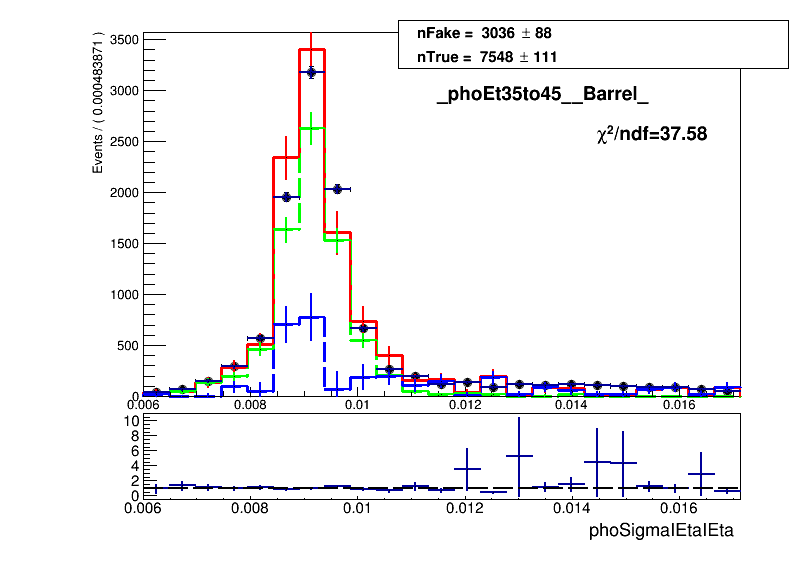 nFake = 3036 ± 88
nTrue = 7548 ± 111
_phoEt35to45__Barrel_
χ²/ndf=37.58
Events / ( 0.000483871 )
3500
3000
2500
2000
1500
1000
500
0
0.006 0.008 0.01 0.012 0.014 0.016
10
8
6
4
2
0
0.006 0.008 0.01 0.012 0.014 0.016
phoSigmaIEtaIEta